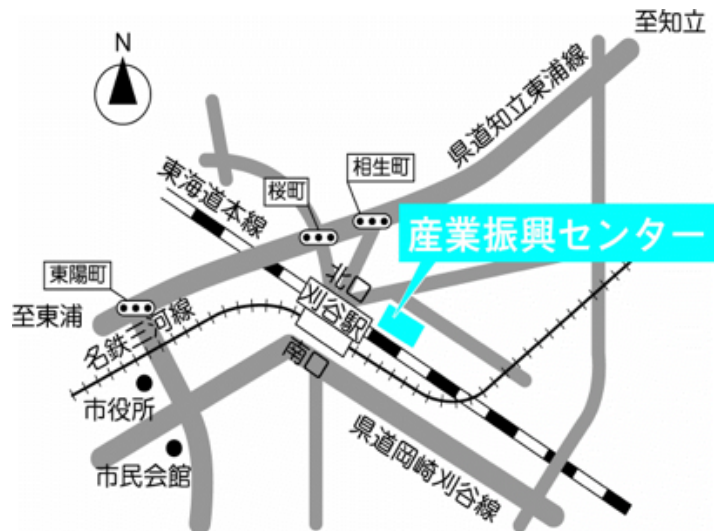 至知立
N
県道知立東浦線
相生町
桜町
東海道本線
産業振興センター
東陽町
北口
刈谷駅
至東浦
名鉄三河線
南口
市役所
県道岡崎刈谷線
市民会館